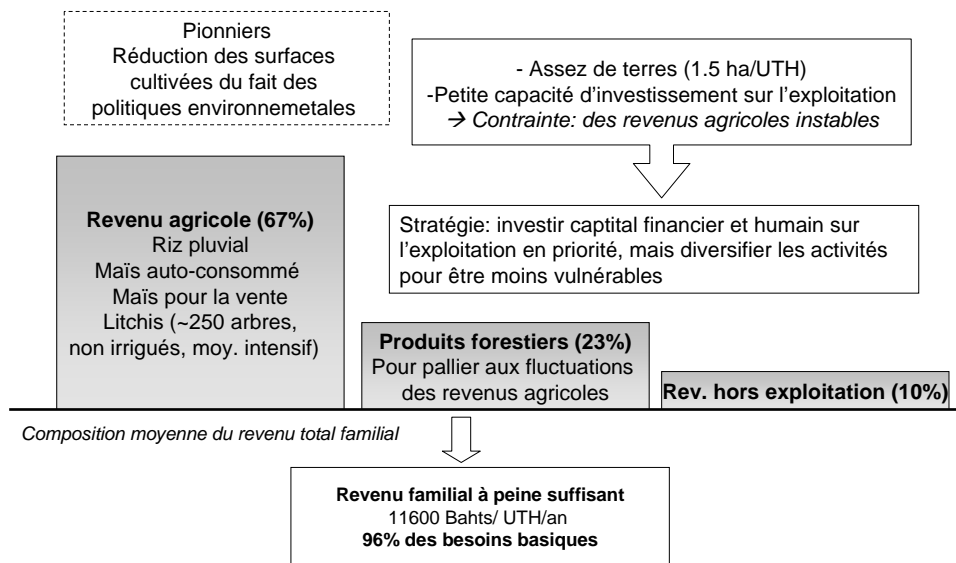 Pionniers
Réduction des surfaces
cultivées du fait des
politiques environnemetales
- Assez de terres (1.5 ha/UTH)
-Petite capacité d'investissement sur l'exploitation
→ Contrainte: des revenus agricoles instables
Revenu agricole (67%)
Riz pluvial
Maïs auto-consommé
Maïs pour la vente
Litchis (~250 arbres,
non irrigués, moy. intensif)
Stratégie: investir captital financier et humain sur
l'exploitation en priorité, mais diversifier les activités
pour être moins vulnérables
Produits forestiers (23%)
Pour pallier aux fluctuations
des revenus agricoles
Rev. hors exploitation (10%)
Composition moyenne du revenu total familial
Revenu familial à peine suffisant
11600 Bahts/ UTH/an
96% des besoins basiques